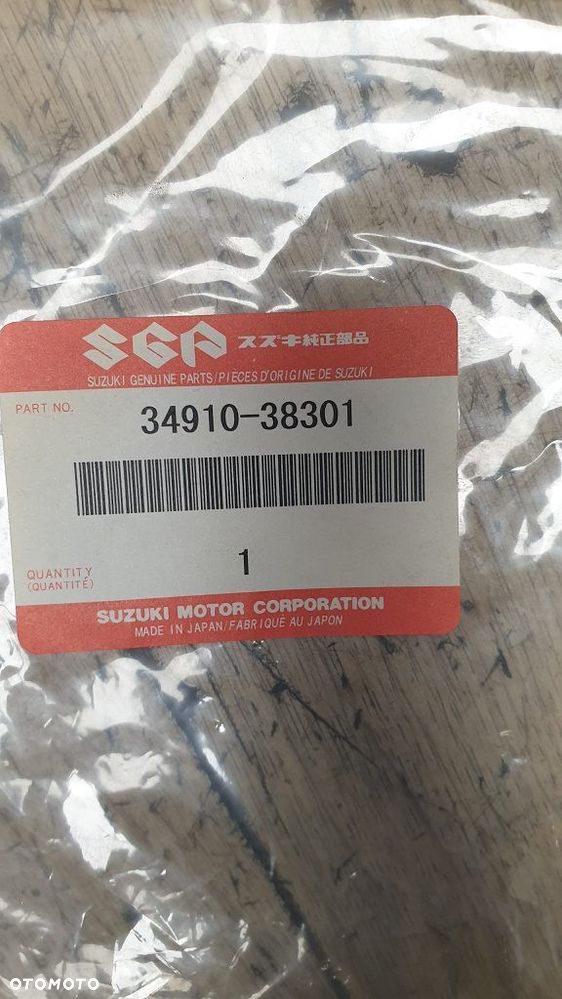 SGP スズキ純正部品
SUZUKI GENUINE PARTS/PIECES D'ORIGINE DE SUZUKI
PART NO. 34910-38301
QUANTITY 1
(QUANTITÉ)
SUZUKI MOTOR CORPORATION
MADE IN JAPAN/FABRIQUÉ AU JAPON
OTOMOTO